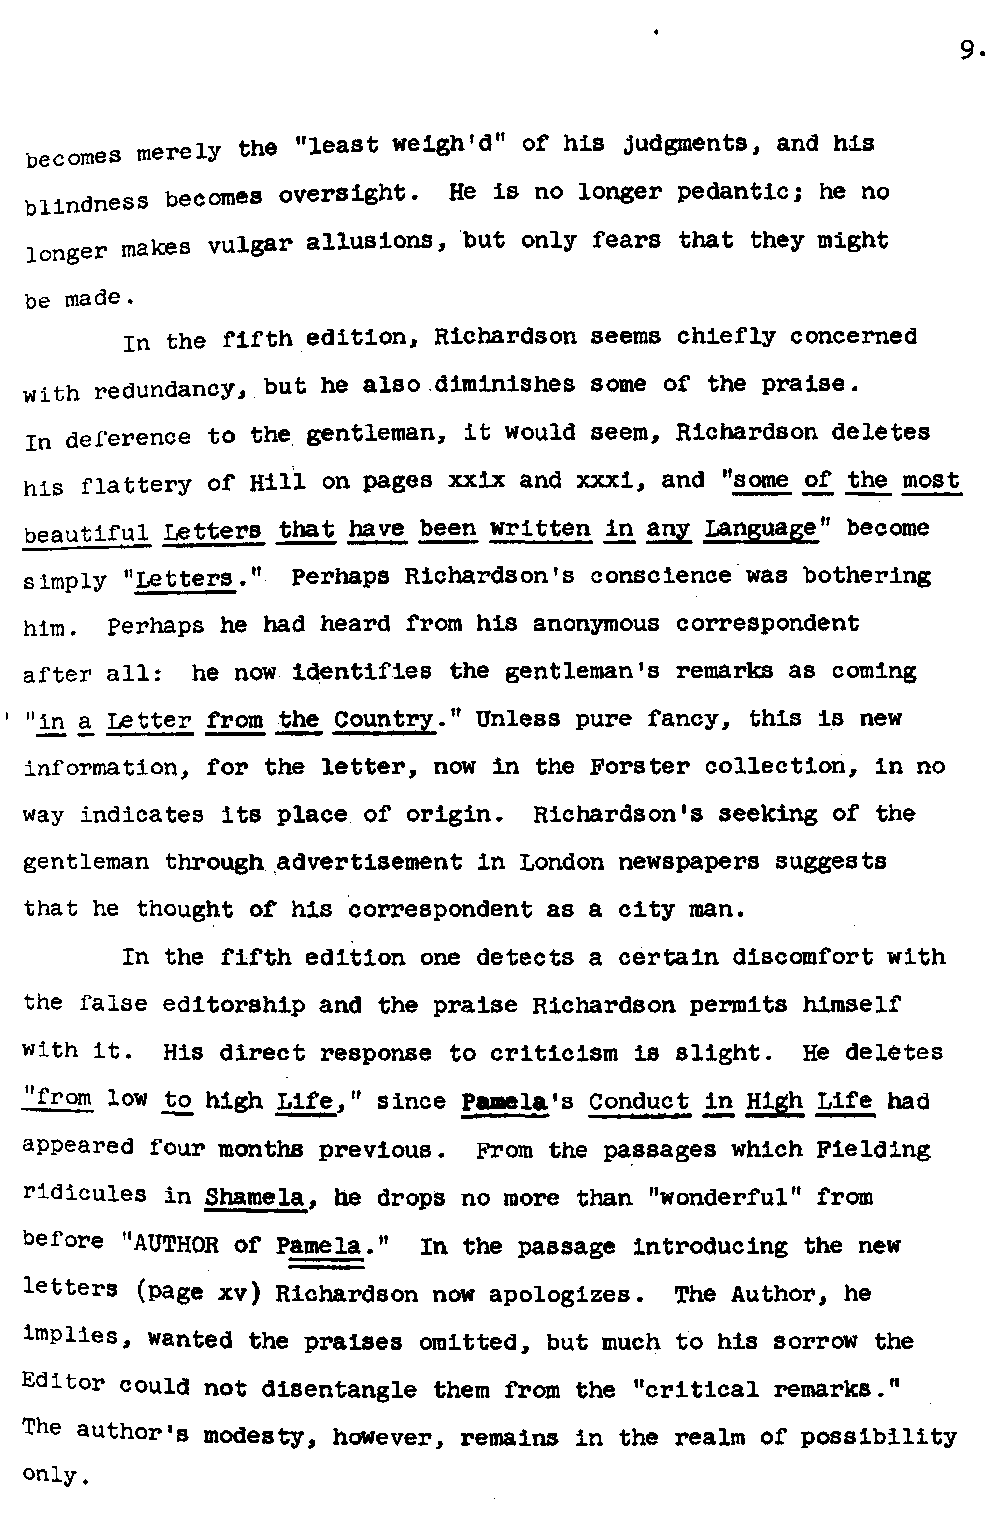 9.
becomes merely the "least weigh'd" of his judgments, and his
blindness becomes oversight. He is no longer pedantic; he no
longer makes vulgar allusions, but only fears that they might
be made.
In the fifth edition, Richardson seems chiefly concerned
with redundancy, but he also diminishes some of the praise.
In deference to the gentleman, it would seem, Richardson deletes
his flattery of Hill on pages xxix and xxxi, and "some of the most
beautiful Letters that have been written in any Language" become
simply "Letters." Perhaps Richardson's conscience was bothering
him. Perhaps he had heard from his anonymous correspondent
after all: he now identifies the gentleman's remarks as coming
"in a Letter from the Country." Unless pure fancy, this is new
information, for the letter, now in the Forster collection, in no
way indicates its place of origin. Richardson's seeking of the
gentleman through advertisement in London newspapers suggests
that he thought of his correspondent as a city man.
In the fifth edition one detects a certain discomfort with
the false editorship and the praise Richardson permits himself
with it. His direct response to criticism is slight. He deletes
"from low to high Life," since Pamela's Conduct in High Life had
appeared four months previous. From the passages which Fielding
ridicules in Shamela, he drops no more than "wonderful" from
before "AUTHOR of Pamela." In the passage introducing the new
letters (page xv) Richardson now apologizes. The Author, he
implies, wanted the praises omitted, but much to his sorrow the
Editor could not disentangle them from the "critical remarks."
The author's modesty, however, remains in the realm of possibility
only.